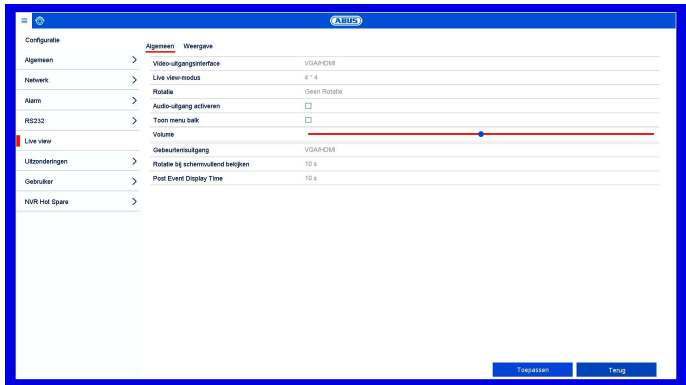 ABUS
Configuratie
Algemeen
Netwerk
Alarm
RS232
Live view
Uitzonderingen
Gebruiker
NVR Hot Spare
Algemeen Weergave
Video-uitgangsinterface VGA/HDMI
Live view-modus 4 * 4
Rotatie Geen Rotatie
Audio-uitgang activeren
Toon menu balk
Volume
Gebeurtenisuitgang VGA/HDMI
Rotatie bij schermvullend bekijken 10 s
Post Event Display Time 10 s
Toepassen Terug